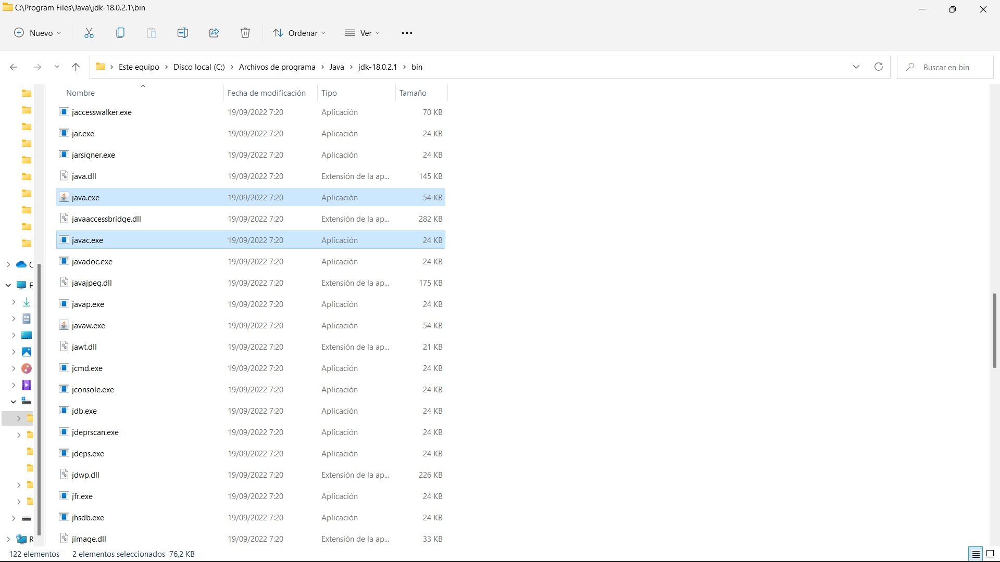 C:\Program Files\Java\jdk-18.0.2.1\bin
Nuevo Ordenar Ver
Este equipo > Disco local (C:) > Archivos de programa > Java > jdk-18.0.2.1 > bin Buscar en bin
Nombre Fecha de modificación Tipo Tamaño
jaccesswalker.exe 19/09/2022 7:20 Aplicación 70 KB
jar.exe 19/09/2022 7:20 Aplicación 24 KB
jarsigner.exe 19/09/2022 7:20 Aplicación 24 KB
java.dll 19/09/2022 7:20 Extensión de la ap... 145 KB
java.exe 19/09/2022 7:20 Aplicación 54 KB
javaaccessbridge.dll 19/09/2022 7:20 Extensión de la ap... 282 KB
javac.exe 19/09/2022 7:20 Aplicación 24 KB
javadoc.exe 19/09/2022 7:20 Aplicación 24 KB
javajpeg.dll 19/09/2022 7:20 Extensión de la ap... 175 KB
javap.exe 19/09/2022 7:20 Aplicación 24 KB
javaw.exe 19/09/2022 7:20 Aplicación 54 KB
jawt.dll 19/09/2022 7:20 Extensión de la ap... 21 KB
jcmd.exe 19/09/2022 7:20 Aplicación 24 KB
jconsole.exe 19/09/2022 7:20 Aplicación 24 KB
jdb.exe 19/09/2022 7:20 Aplicación 24 KB
jdeprscan.exe 19/09/2022 7:20 Aplicación 24 KB
jdeps.exe 19/09/2022 7:20 Aplicación 24 KB
jdwp.dll 19/09/2022 7:20 Extensión de la ap... 226 KB
jfr.exe 19/09/2022 7:20 Aplicación 24 KB
jhsdb.exe 19/09/2022 7:20 Aplicación 24 KB
jimage.dll 19/09/2022 7:20 Extensión de la ap... 33 KB
122 elementos 2 elementos seleccionados 76,2 KB